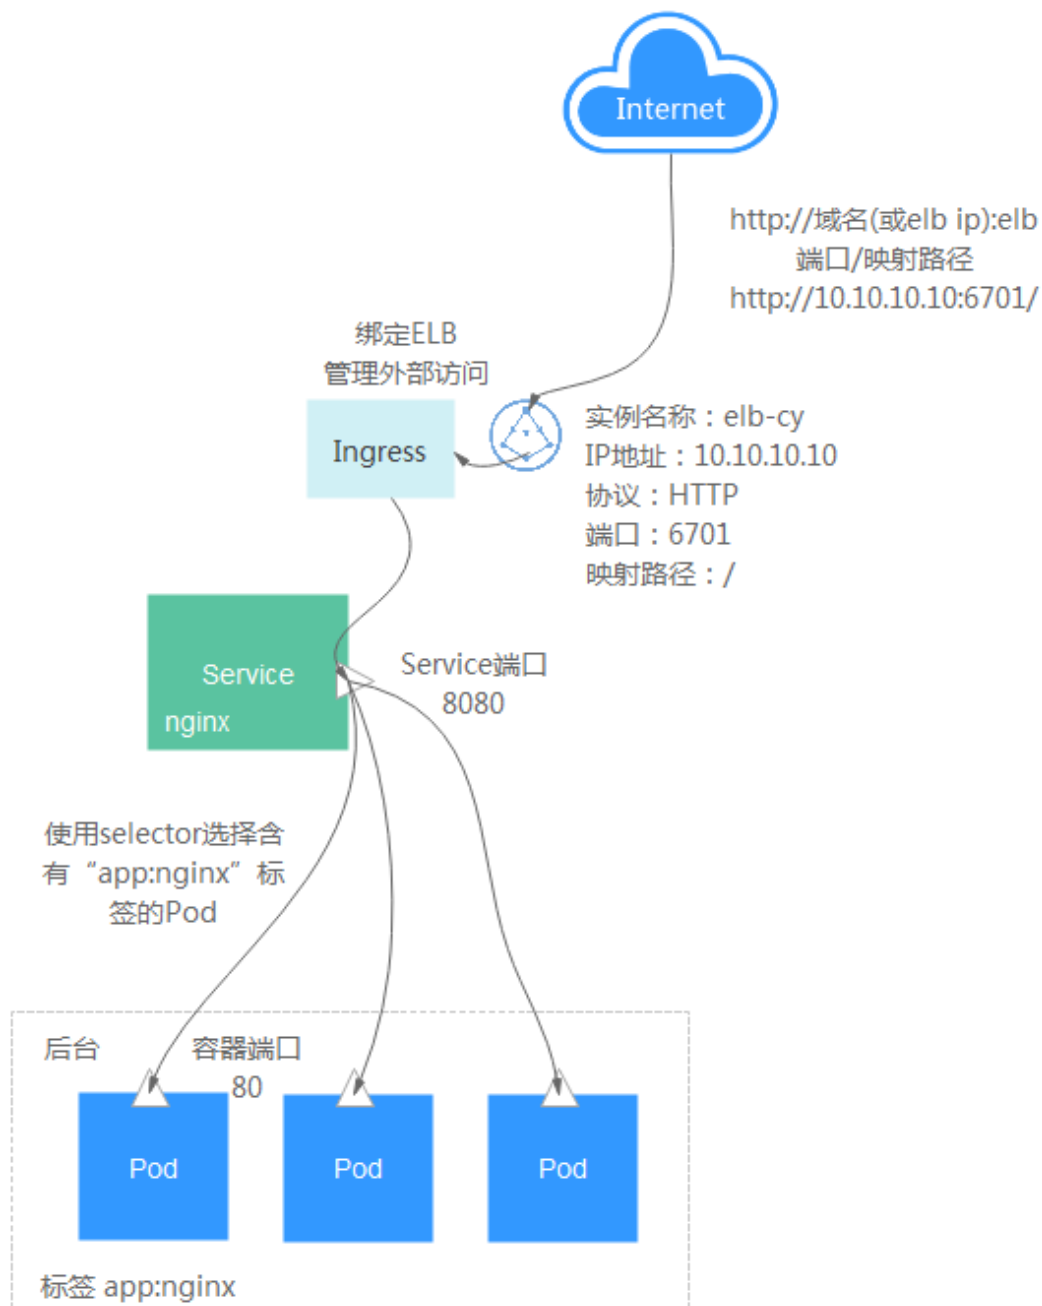 Internet
http://域名(或elb ip):elb
端口/映射路径
http://10.10.10.10:6701/
绑定ELB
管理外部访问
Ingress
实例名称：elb-cy
IP地址：10.10.10.10
协议：HTTP
端口：6701
映射路径：/
Service
nginx
Service端口
8080
使用selector选择含
有“app:nginx”标
签的Pod
后台
容器端口
80
Pod
Pod
Pod
标签 app:nginx